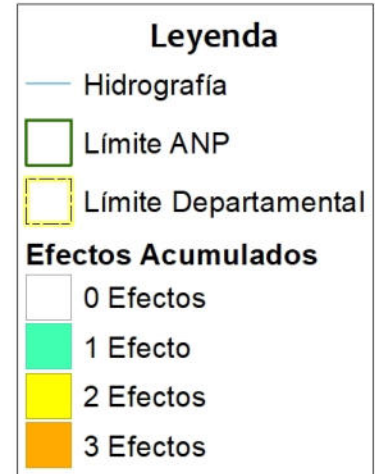 Leyenda
Hidrografía
Límite ANP
Límite Departamental
Efectos Acumulados
0 Efectos
1 Efecto
2 Efectos
3 Efectos